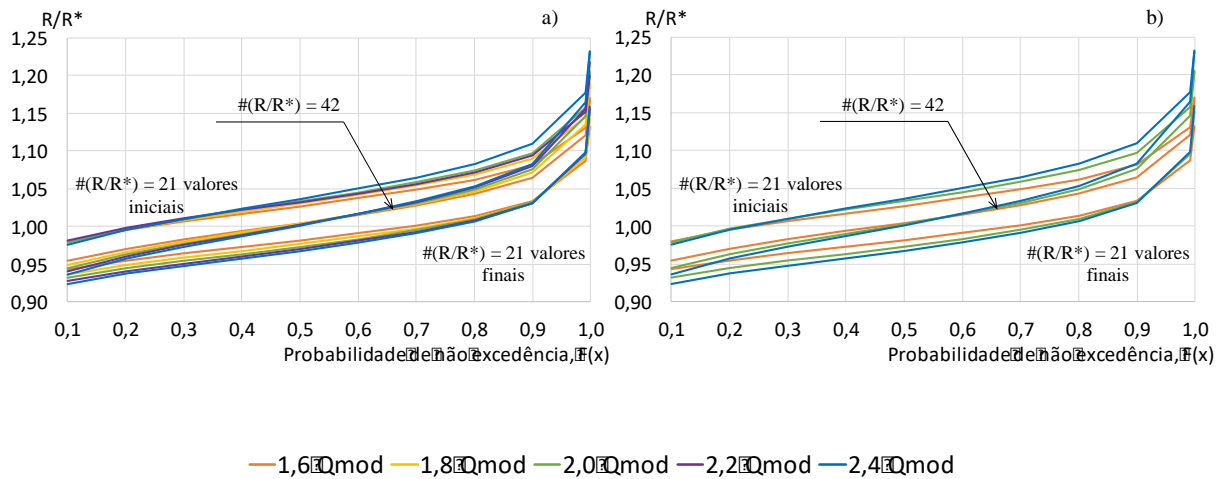 R/R*
a)
1,25
1,20
1,15
1,10
1,05
1,00
0,95
0,90
#(R/R*) = 42
#(R/R*) = 21 valores
iniciais
#(R/R*) = 21 valores
finais
0,1 0,2 0,3 0,4 0,5 0,6 0,7 0,8 0,9 1,0
Probabilidade de não excedência, F(x)
R/R*
b)
1,25
1,20
1,15
1,10
1,05
1,00
0,95
0,90
#(R/R*) = 42
#(R/R*) = 21 valores
iniciais
#(R/R*) = 21 valores
finais
0,1 0,2 0,3 0,4 0,5 0,6 0,7 0,8 0,9 1,0
Probabilidade de não excedência, F(x)
1,6 Qmod 1,8 Qmod 2,0 Qmod 2,2 Qmod 2,4 Qmod